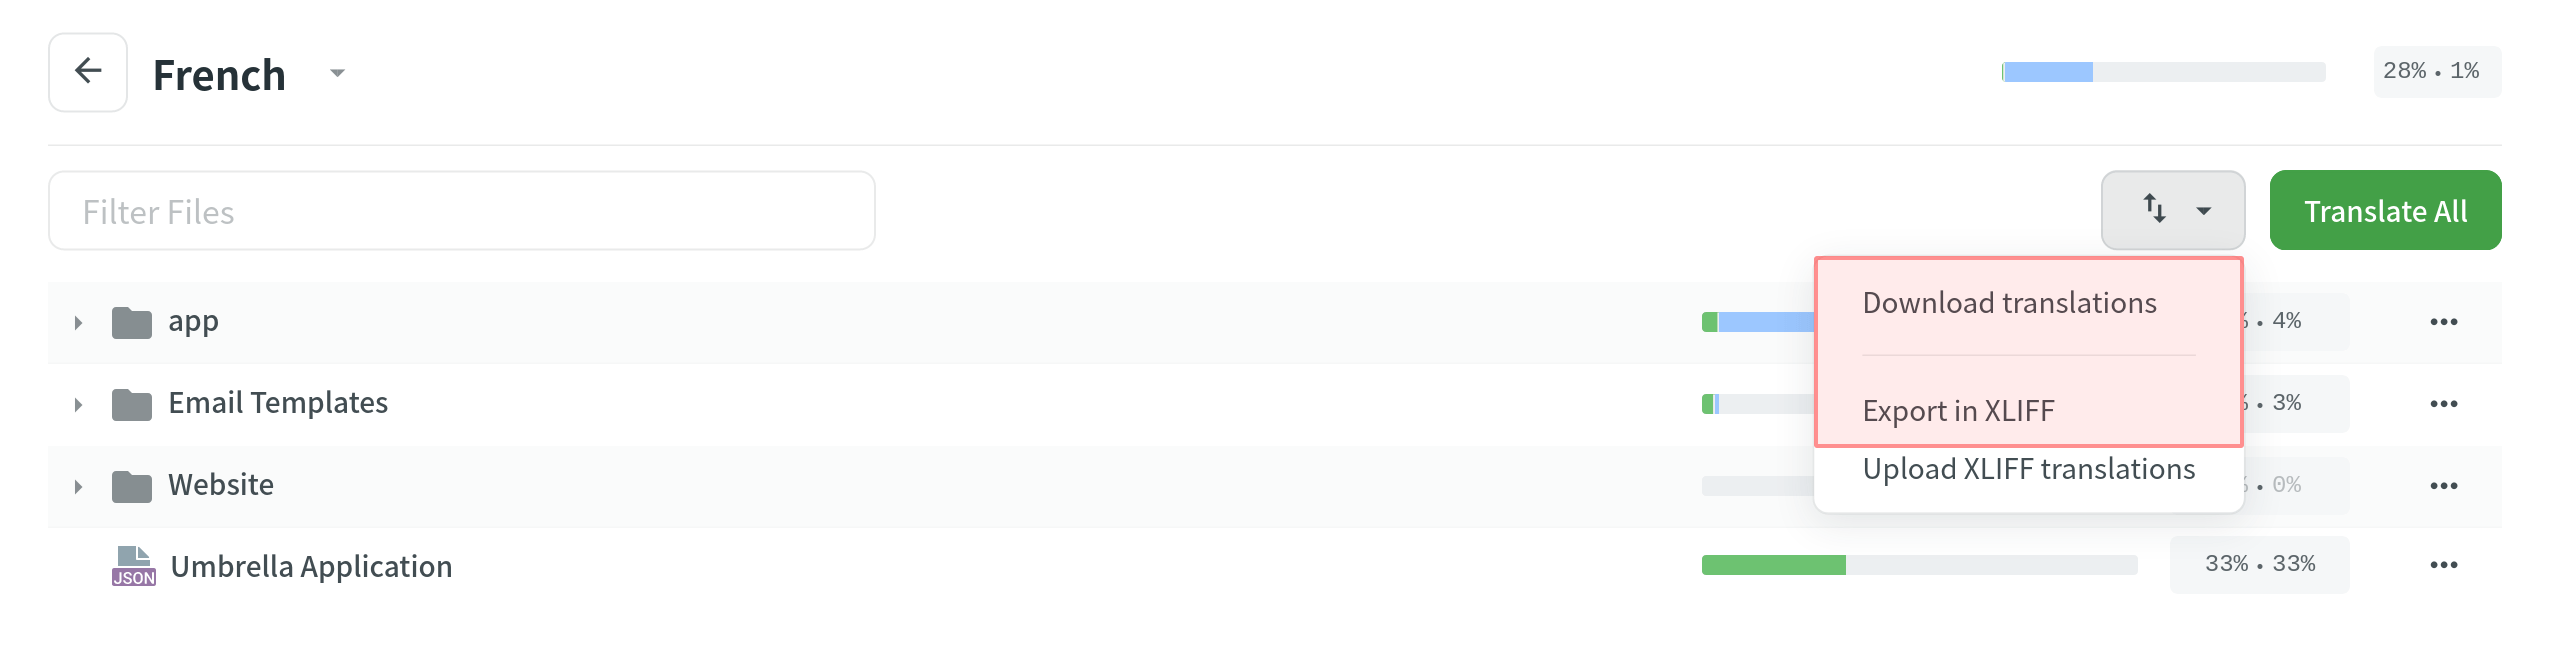 French
28% • 1%
Filter Files
Translate All
Download translations
Export in XLIFF
Upload XLIFF translations
app
% • 4%
Email Templates
% • 3%
Website
% • 0%
JSON
Umbrella Application
33% • 33%